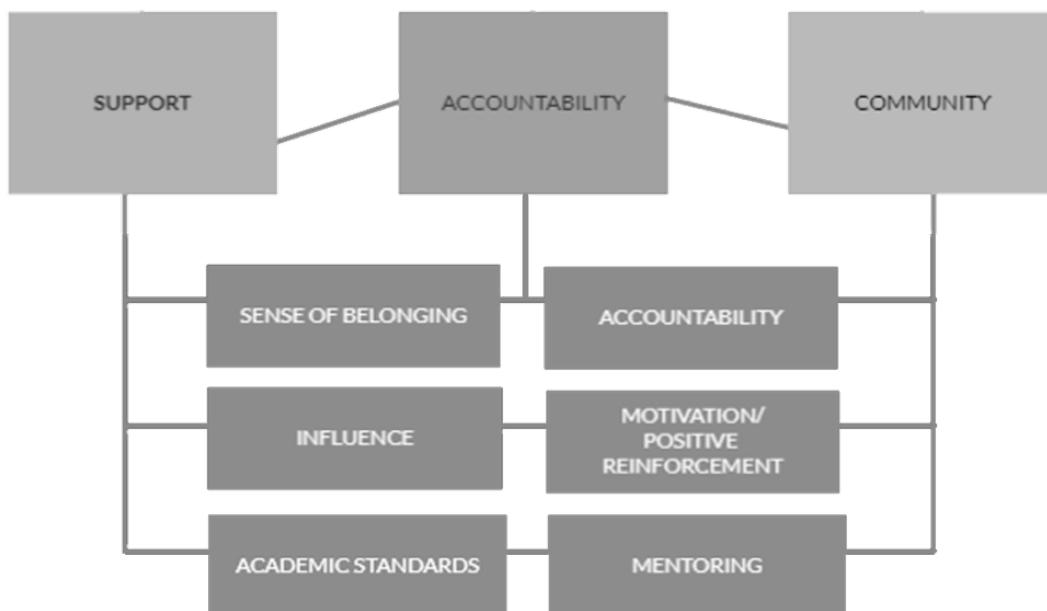 SUPPORT
ACCOUNTABILITY
COMMUNITY
SENSE OF BELONGING
ACCOUNTABILITY
INFLUENCE
MOTIVATION/
POSITIVE
REINFORCEMENT
ACADEMIC STANDARDS
MENTORING